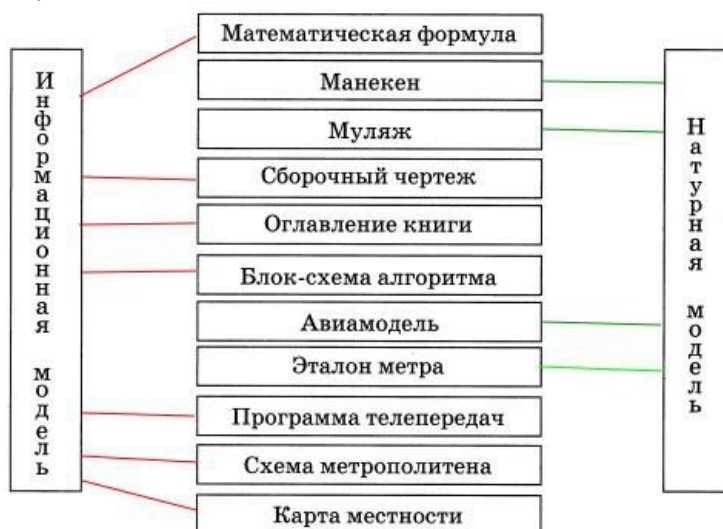 Информационная модель
Математическая формула
Манекен
Муляж
Сборочный чертеж
Оглавление книги
Блок-схема алгоритма
Авиамодель
Эталон метра
Программа телепередач
Схема метрополитена
Карта местности
Натурная модель